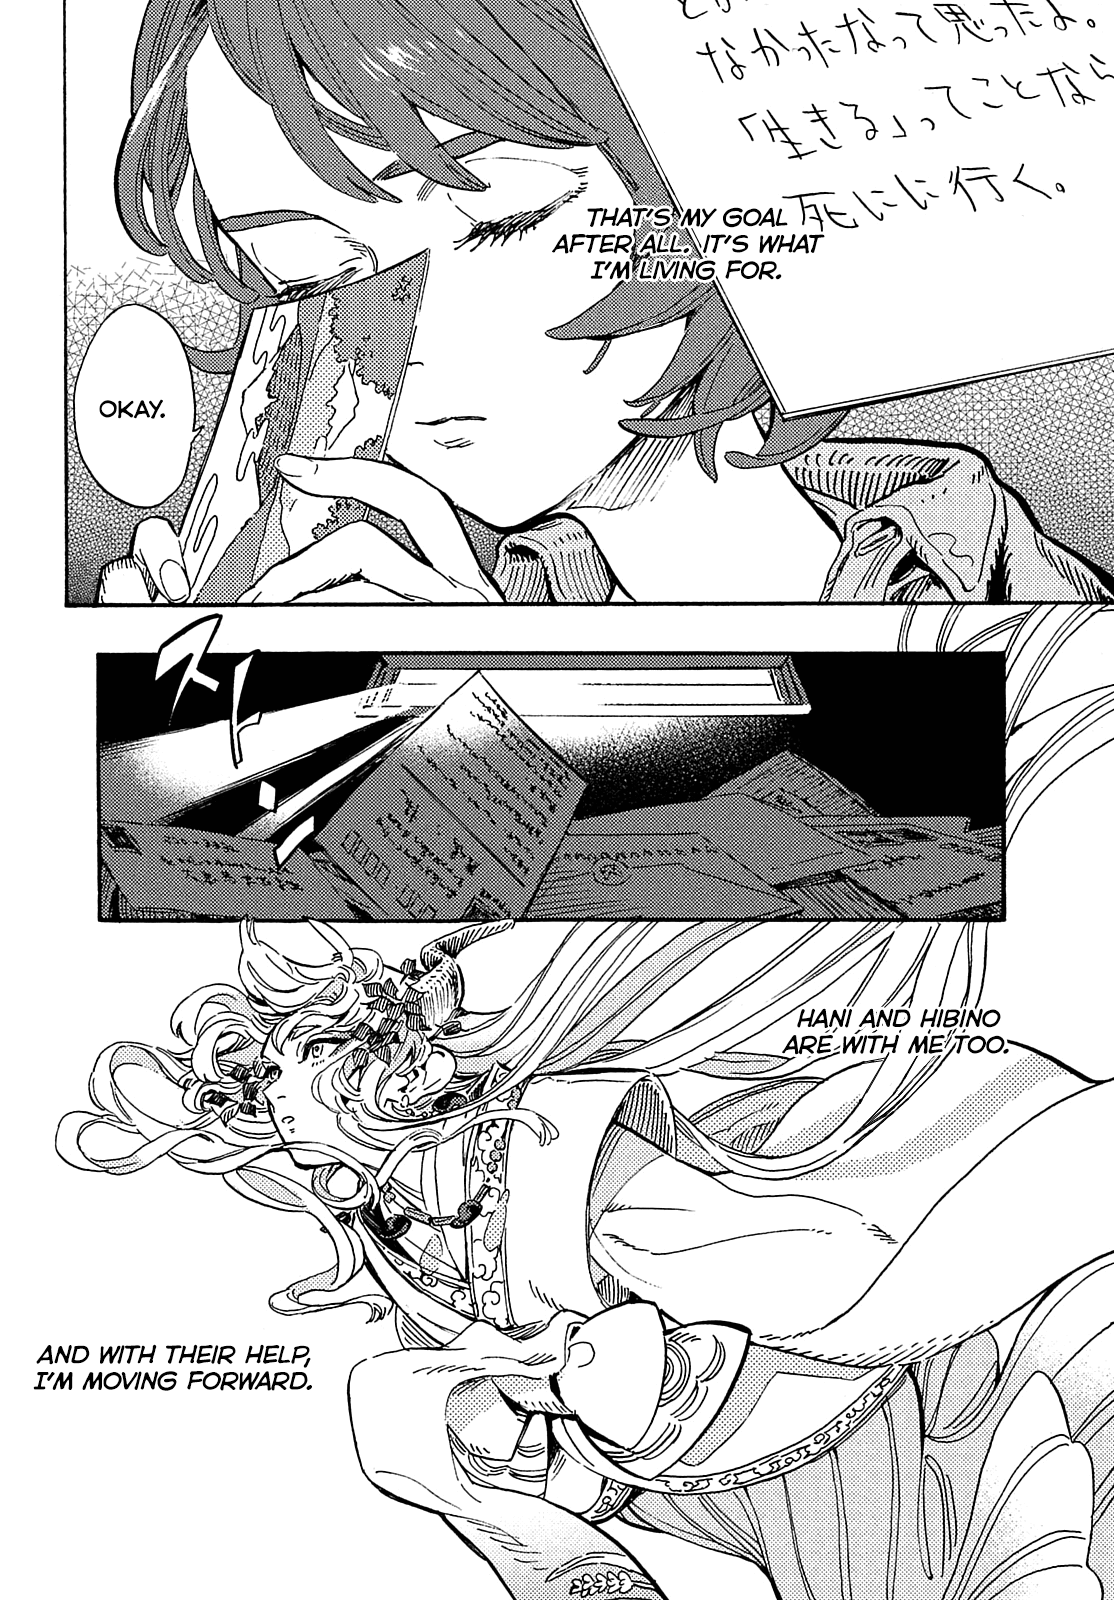 なかったなって思ったよ。
「生きる」ってことなら
死にに行く。
THAT'S MY GOAL
AFTER ALL. IT'S WHAT
I'M LIVING FOR.
OKAY.
スト
HANI AND HIBINO
ARE WITH ME TOO.
AND WITH THEIR HELP,
I'M MOVING FORWARD.